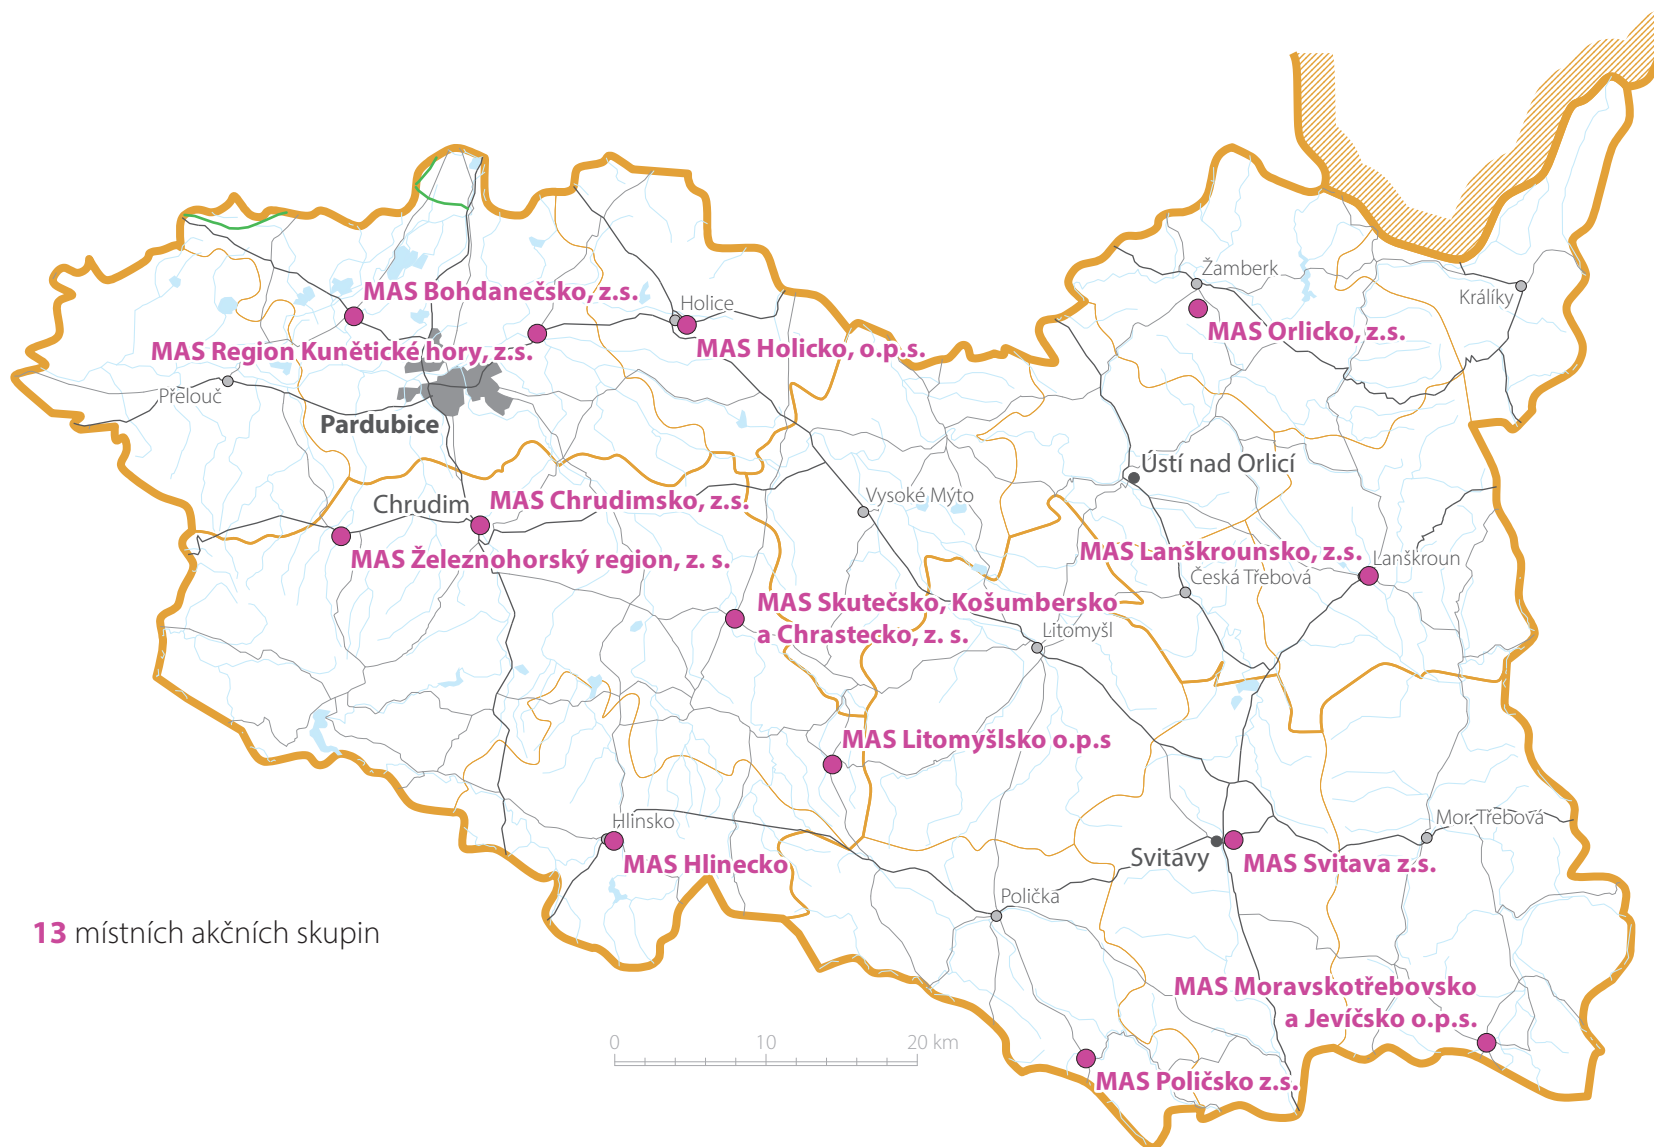 Žamberk
Králíky
MAS Bohdanečsko, z.s.
Holice
MAS Orlicko, z.s.
MAS Region Kunětické hory, z.s.
MAS Holicko, o.p.s.
Přelouč
Pardubice
Ústí nad Orlicí
Chrudim
MAS Chrudimsko, z.s.
Vysoké Mýto
MAS Železnohorský region, z. s.
MAS Lanškrounsko, z.s.
Lanškroun
Česká Třebová
MAS Skutečsko, Košumbersko
a Chrastecko, z. s.
Litomyšl
MAS Litomyšlsko o.p.s
Hlinsko
Mor. Třebová
MAS Hlinecko
Svitavy
MAS Svitava z.s.
Polička
13 místních akčních skupin
MAS Moravskotřebovsko
a Jevíčsko o.p.s.
0 10 20 km
MAS Poličsko z.s.